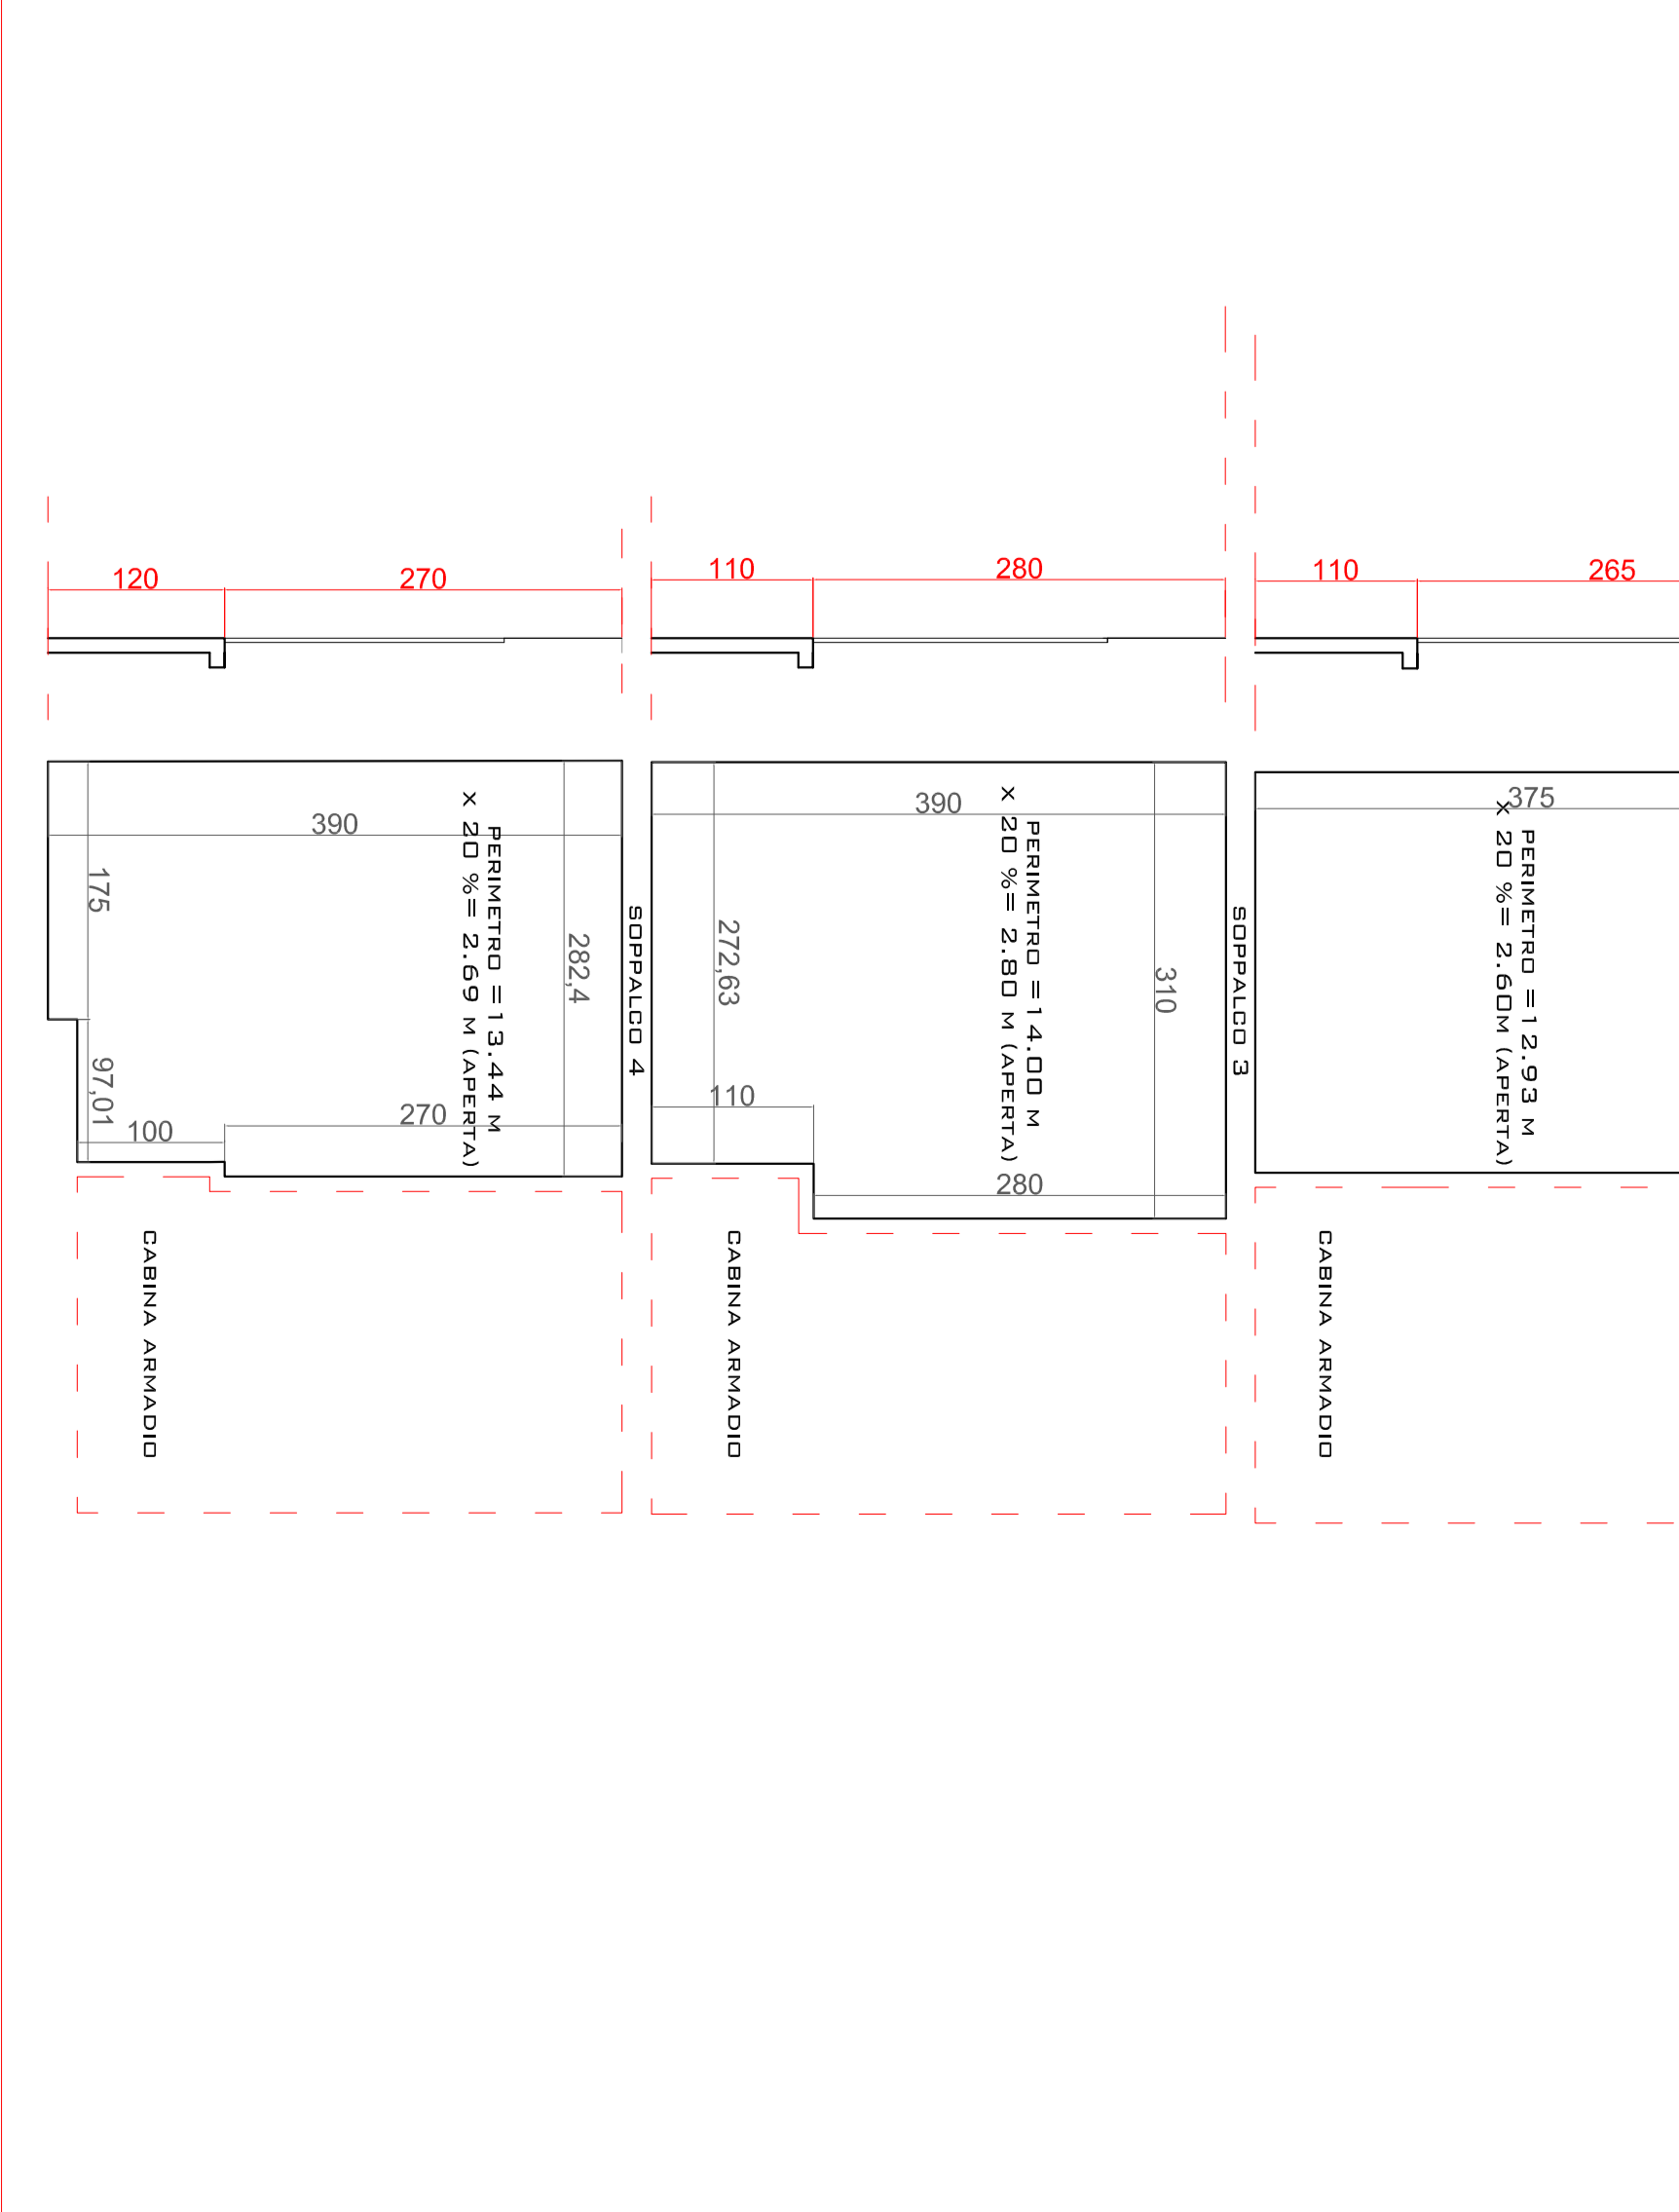 120
270
110
280
110
265
390
175
97,01
100
270
282,4
PERIMETRO =13.44 M
x 20 %= 2.69 M (APERTA)
SOPPALCO 4
CABINA ARMADIO
390
272,63
110
280
310
PERIMETRO =14.00 M
x 20 %= 2.80 M (APERTA)
SOPPALCO 3
CABINA ARMADIO
375
PERIMETRO =12.93 M
x 20 %= 2.60M (APERTA)
CABINA ARMADIO